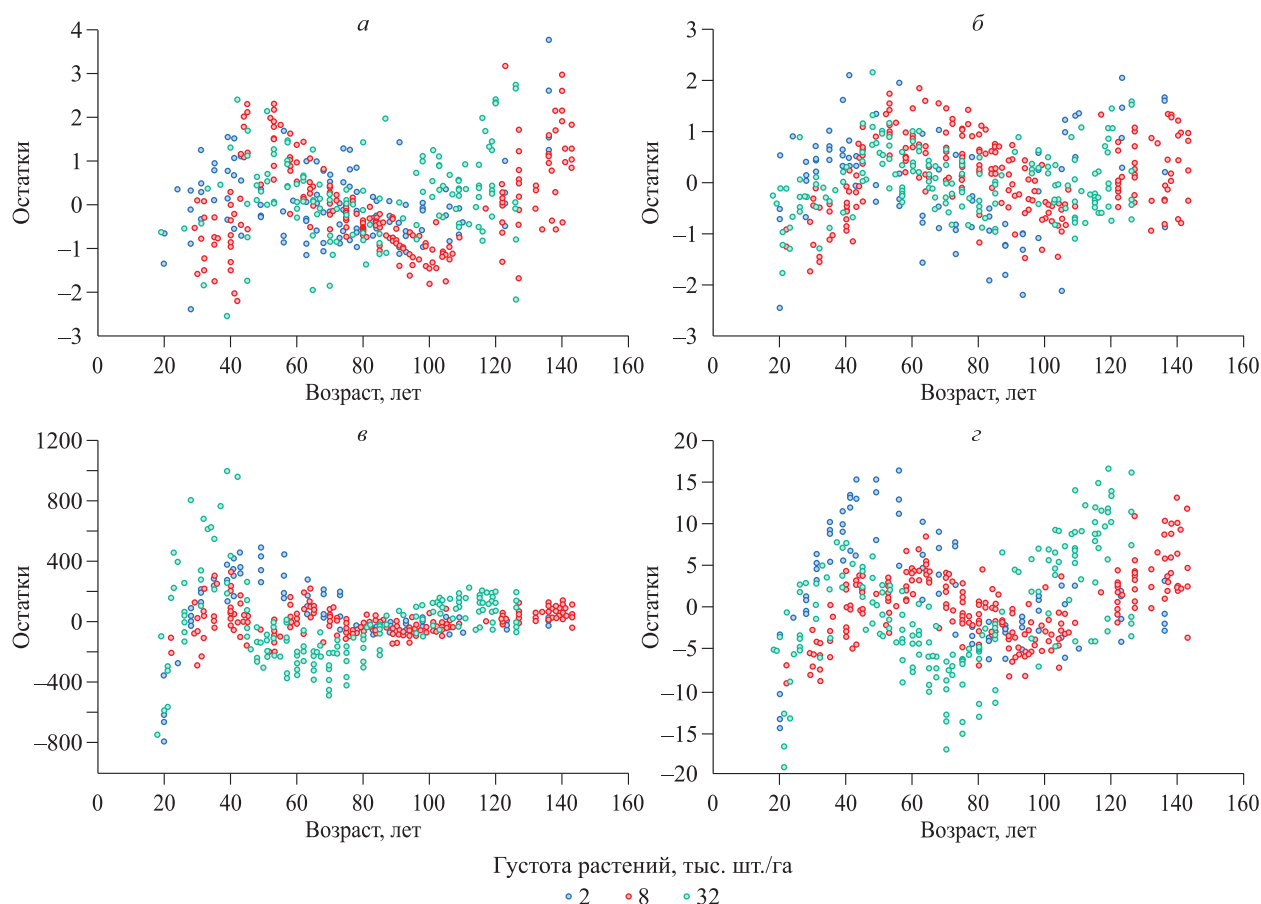 а
4
3
2
1
0
–1
–2
–3
Остатки
0 20 40 60 80 100 120 140 160
Возраст, лет
б
3
2
1
0
–1
–2
–3
Остатки
0 20 40 60 80 100 120 140 160
Возраст, лет
в
1200
800
400
0
–400
–800
Остатки
0 20 40 60 80 100 120 140 160
Возраст, лет
г
20
15
10
5
0
–5
–10
–15
–20
Остатки
0 20 40 60 80 100 120 140 160
Возраст, лет
Густота растений, тыс. шт./га
2 8 32